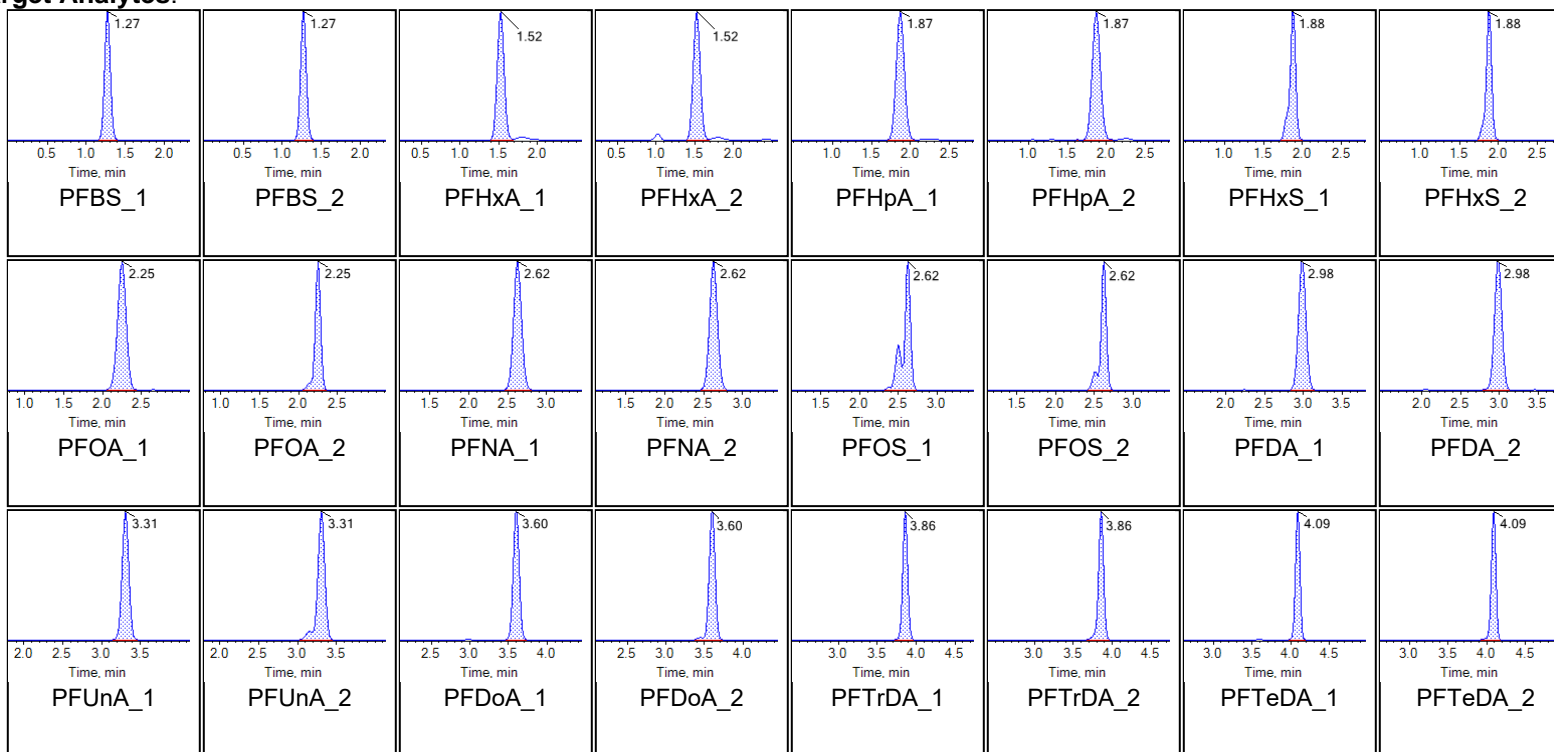 rget Analytes:
1.27 1.27 1.52 1.52 1.87 1.87 1.88 1.88
0.5 1.0 1.5 2.0 0.5 1.0 1.5 2.0 0.5 1.0 1.5 2.0 0.5 1.0 1.5 2.0 1.0 1.5 2.0 2.5 1.0 1.5 2.0 2.5 1.0 1.5 2.0 2.5 1.0 1.5 2.0 2.5
Time, min Time, min Time, min Time, min Time, min Time, min Time, min Time, min
PFBS_1 PFBS_2 PFHxA_1 PFHxA_2 PFHpA_1 PFHpA_2 PFHxS_1 PFHxS_2
2.25 2.25 2.62 2.62 2.62 2.62 2.98 2.98
1.0 1.5 2.0 2.5 1.0 1.5 2.0 2.5 1.5 2.0 2.5 3.0 1.5 2.0 2.5 3.0 1.5 2.0 2.5 3.0 1.5 2.0 2.5 3.0 2.0 2.5 3.0 3.5 2.0 2.5 3.0 3.5
Time, min Time, min Time, min Time, min Time, min Time, min Time, min Time, min
PFOA_1 PFOA_2 PFNA_1 PFNA_2 PFOS_1 PFOS_2 PFDA_1 PFDA_2
3.31 3.31 3.60 3.60 3.86 3.86 4.09 4.09
2.0 2.5 3.0 3.5 2.0 2.5 3.0 3.5 2.5 3.0 3.5 4.0 2.5 3.0 3.5 4.0 3.0 3.5 4.0 4.5 3.0 3.5 4.0 4.5 3.0 3.5 4.0 4.5 3.0 3.5 4.0 4.5
Time, min Time, min Time, min Time, min Time, min Time, min Time, min Time, min
PFUnA_1 PFUnA_2 PFDoA_1 PFDoA_2 PFTrDA_1 PFTrDA_2 PFTeDA_1 PFTeDA_2